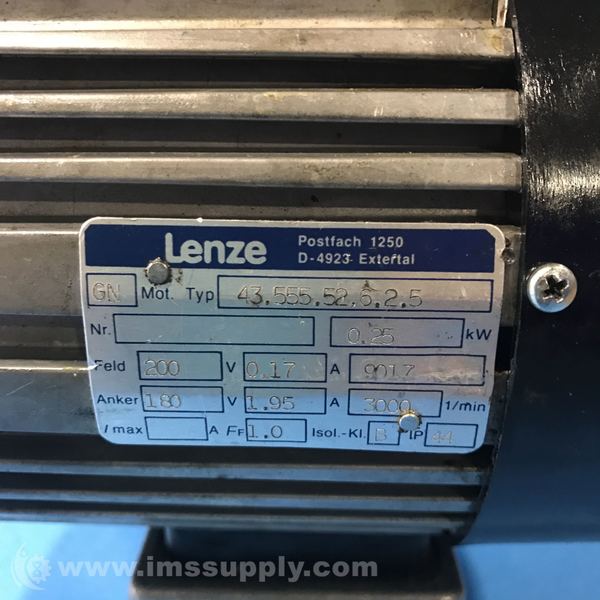 Lenze Postfach 1250
D-4923 Extertal
GN Mot. Typ 43.555.52.6.2.5
Nr. 0.25 kW
Feld 200 V 0.17 A 9017
Anker 180 V 1.95 A 3000 1/min
I max A FF 1.0 Isol.-Kl. B IP 44
© www.imssupply.com ®